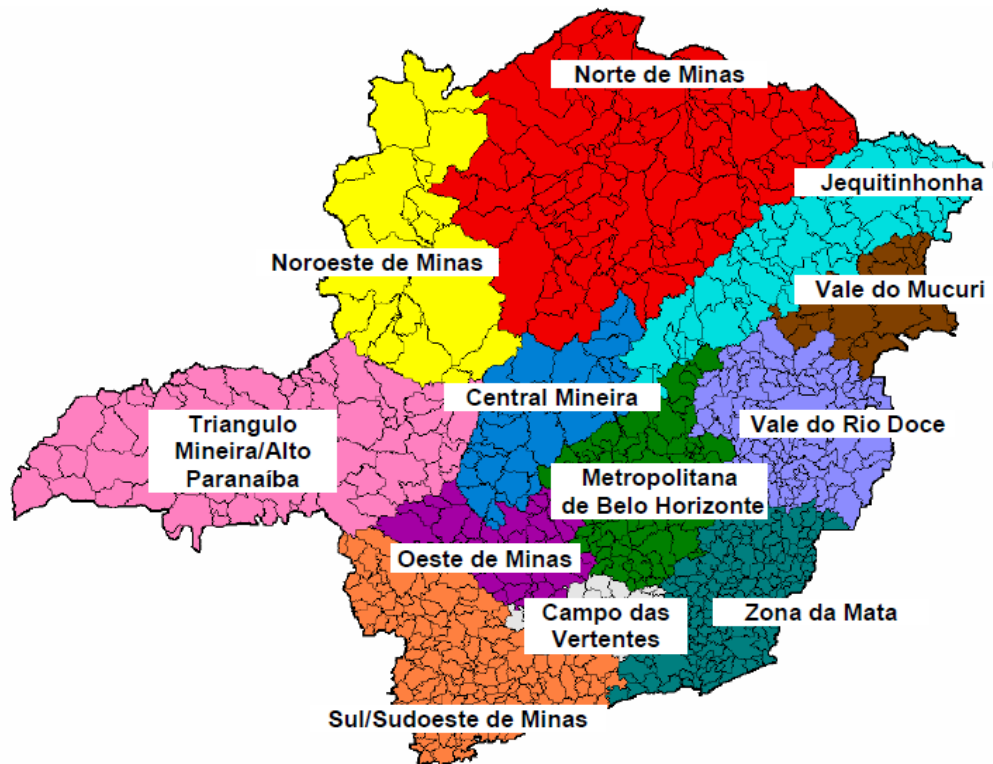 Norte de Minas
Jequitinhonha
Noroeste de Minas
Vale do Mucuri
Central Mineira
Triangulo
Mineira/Alto
Paranaíba
Vale do Rio Doce
Metropolitana
de Belo Horizonte
Oeste de Minas
Campo das
Vertentes
Zona da Mata
Sul/Sudoeste de Minas